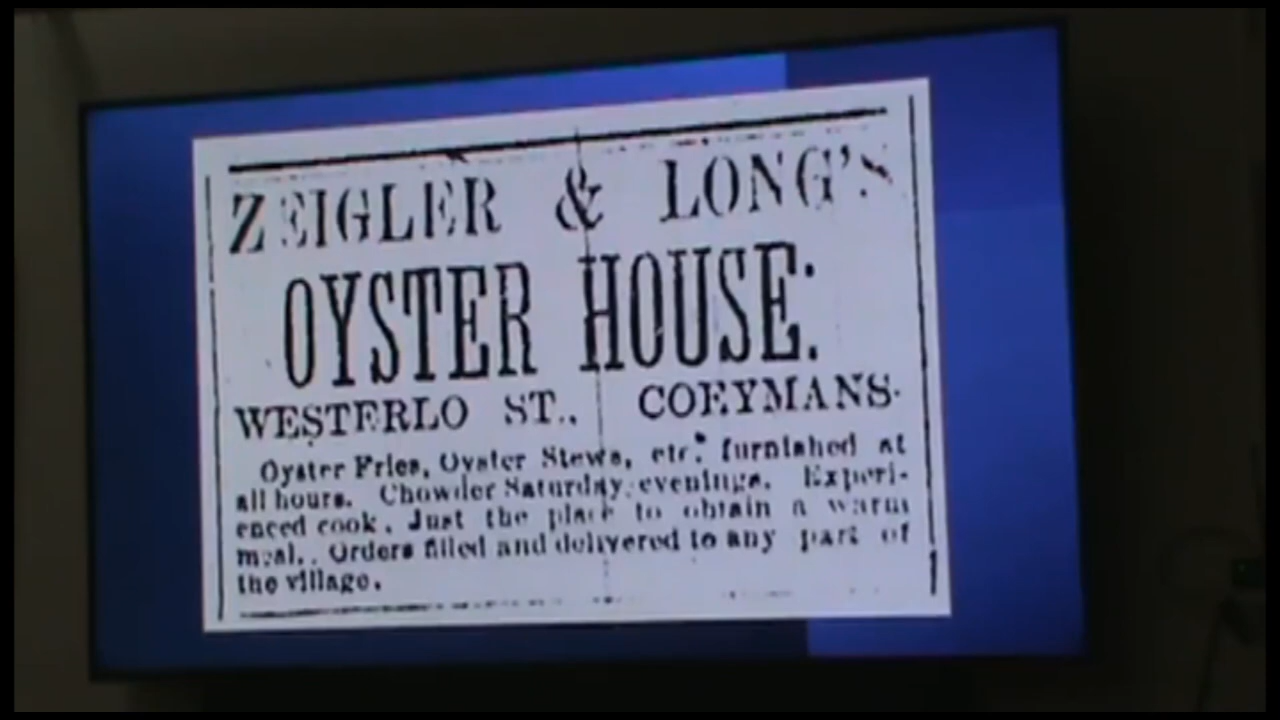 ZEIGLER & LONG'S
OYSTER HOUSE.
WESTERLO ST., COEYMANS.
Oyster Fries, Oyster Stews, etc. furnished at
all hours. Chowder Saturday evenings. Experi-
enced cook. Just the place to obtain a warm
meal. Orders filled and delivered to any part of
the village.